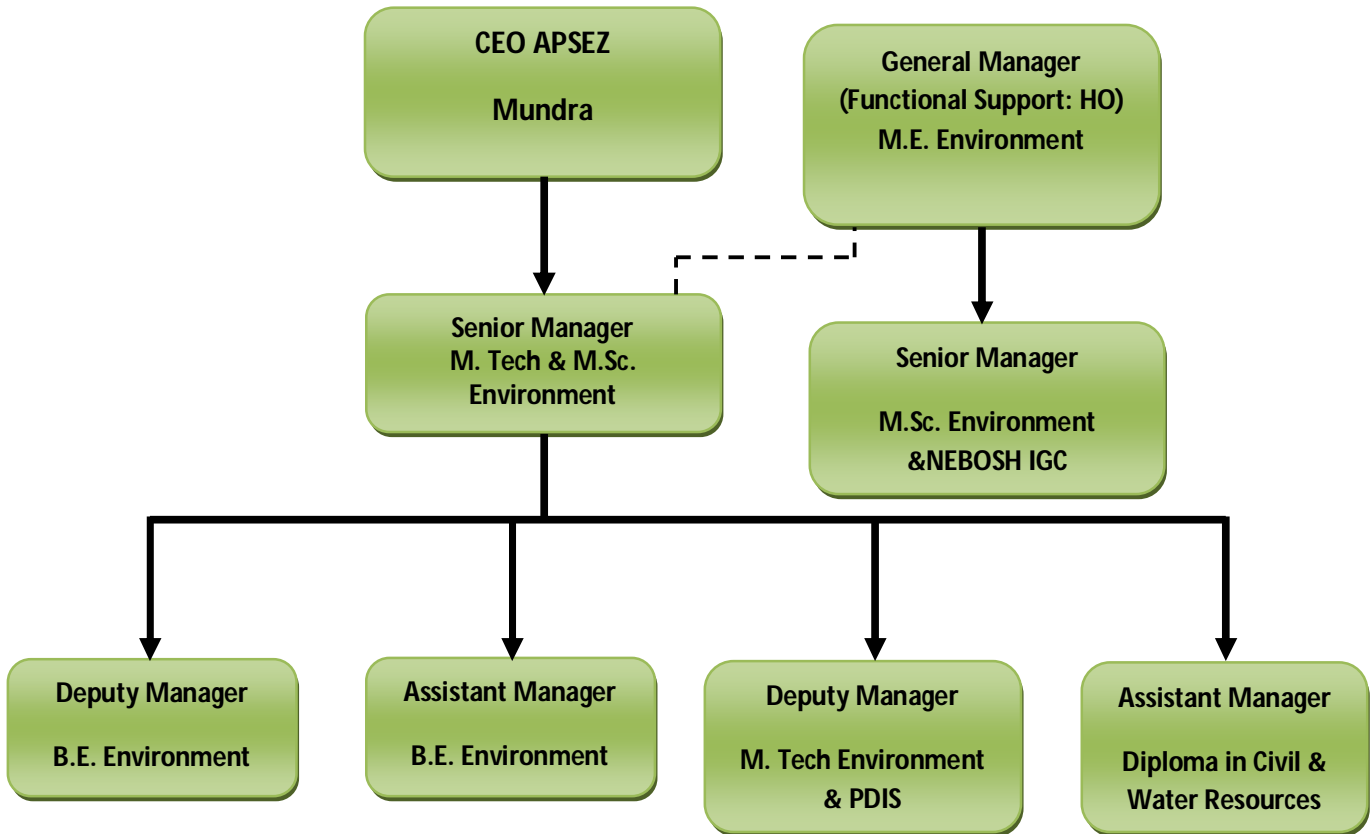 CEO APSEZ
Mundra
General Manager
(Functional Support: HO)
M.E. Environment
Senior Manager
M. Tech & M.Sc.
Environment
Senior Manager
M.Sc. Environment
&NEBOSH IGC
Deputy Manager
B.E. Environment
Assistant Manager
B.E. Environment
Deputy Manager
M. Tech Environment
& PDIS
Assistant Manager
Diploma in Civil &
Water Resources